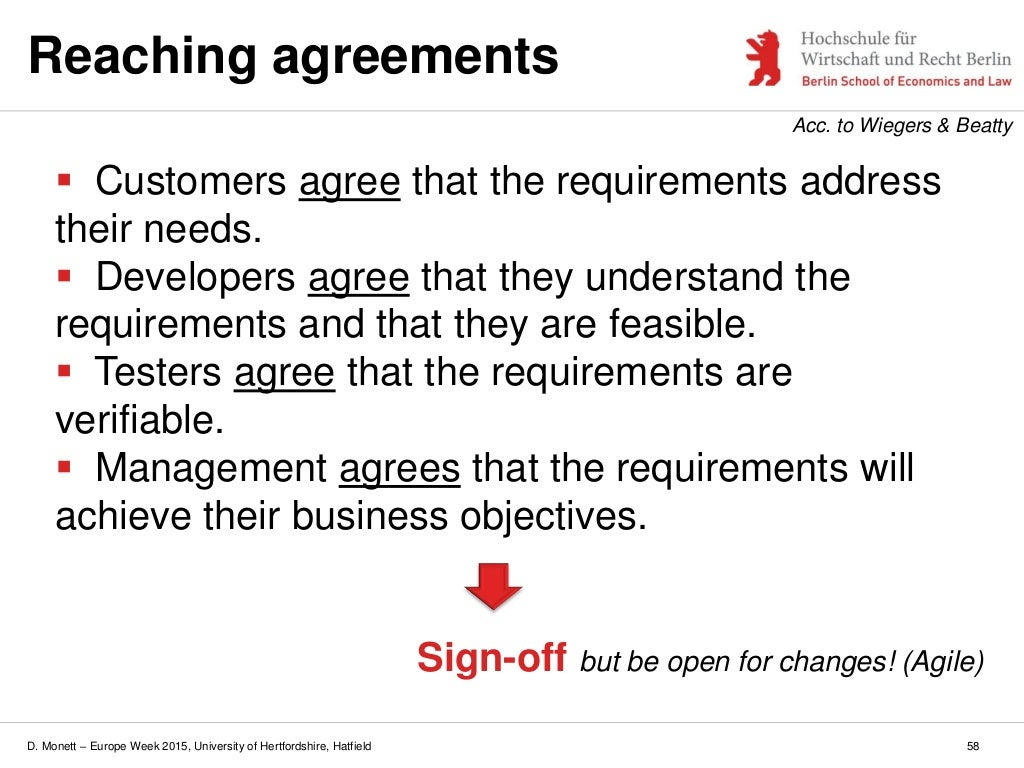 Reaching agreements
Hochschule für
Wirtschaft und Recht Berlin
Berlin School of Economics and Law
Acc. to Wiegers & Beatty
▪ Customers agree that the requirements address
their needs.
▪ Developers agree that they understand the
requirements and that they are feasible.
▪ Testers agree that the requirements are
verifiable.
▪ Management agrees that the requirements will
achieve their business objectives.
Sign-off but be open for changes! (Agile)
D. Monett – Europe Week 2015, University of Hertfordshire, Hatfield
58